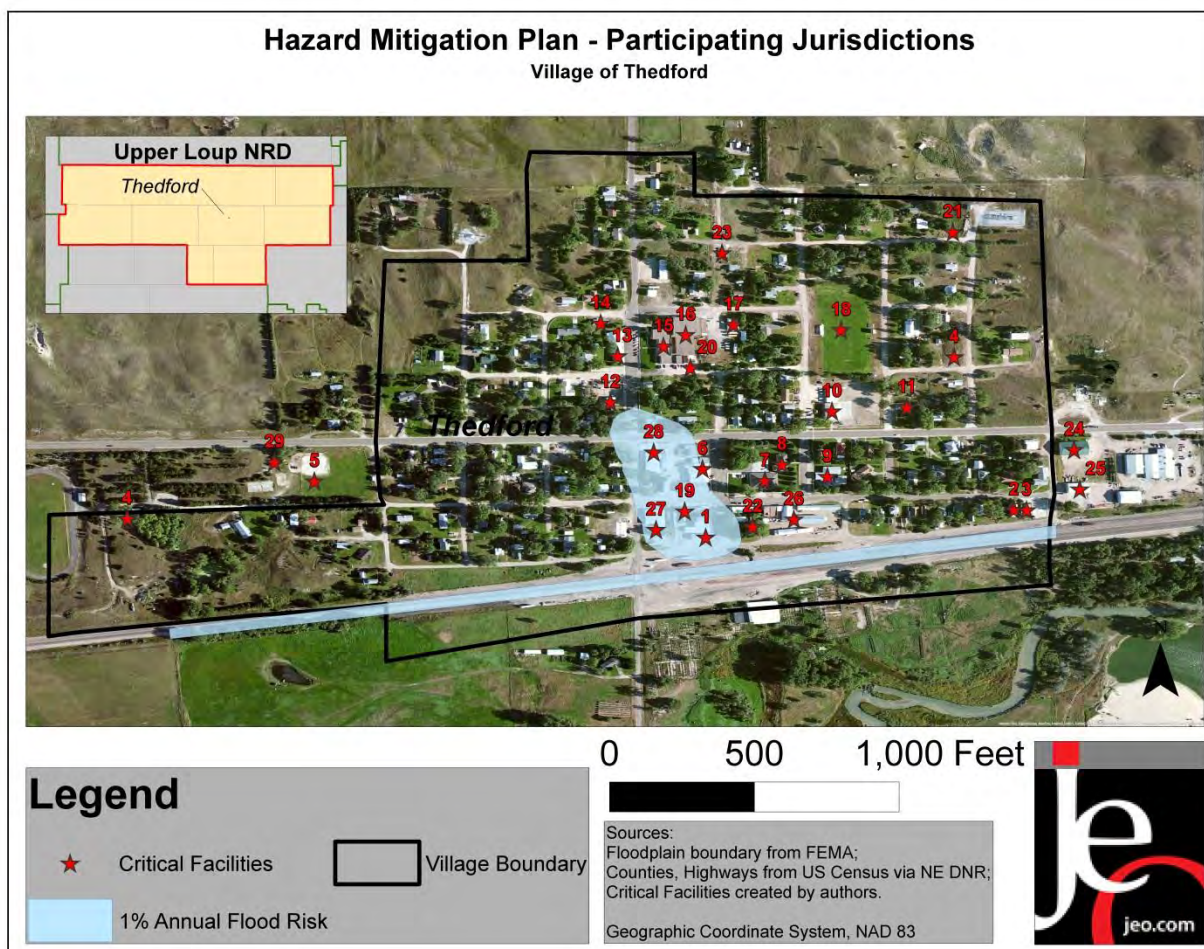 Hazard Mitigation Plan - Participating Jurisdictions
Village of Thedford
Upper Loup NRD
Thedford
21
23
14
16
17
18
15
13
20
4
12
10
11
Thedford
28
6
8
7
9
24
29
5
25
4
19
2 3
27
1
22
26
N
0 500 1,000 Feet
Legend
Critical Facilities
Village Boundary
1% Annual Flood Risk
Sources:
Floodplain boundary from FEMA;
Counties, Highways from US Census via NE DNR;
Critical Facilities created by authors.
Geographic Coordinate System, NAD 83
jeo
jeo.com